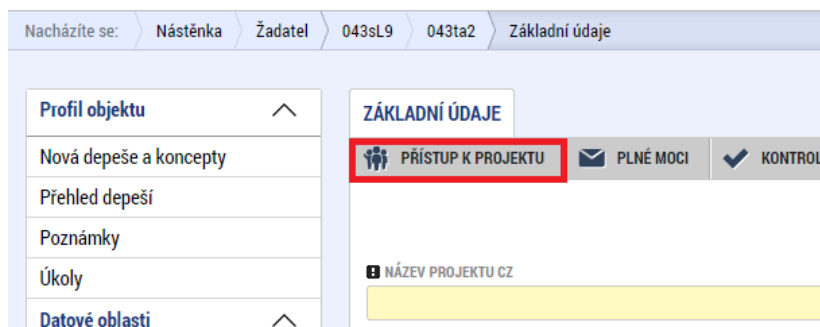 Nacházíte se: Nástěnka Žadatel 043sL9 043ta2 Základní údaje
Profil objektu
Nová depeše a koncepty
Přehled depeší
Poznámky
Úkoly
Datové oblasti
ZÁKLADNÍ ÚDAJE
PŘÍSTUP K PROJEKTU PLNÉ MOCI KONTROL
NÁZEV PROJEKTU CZ